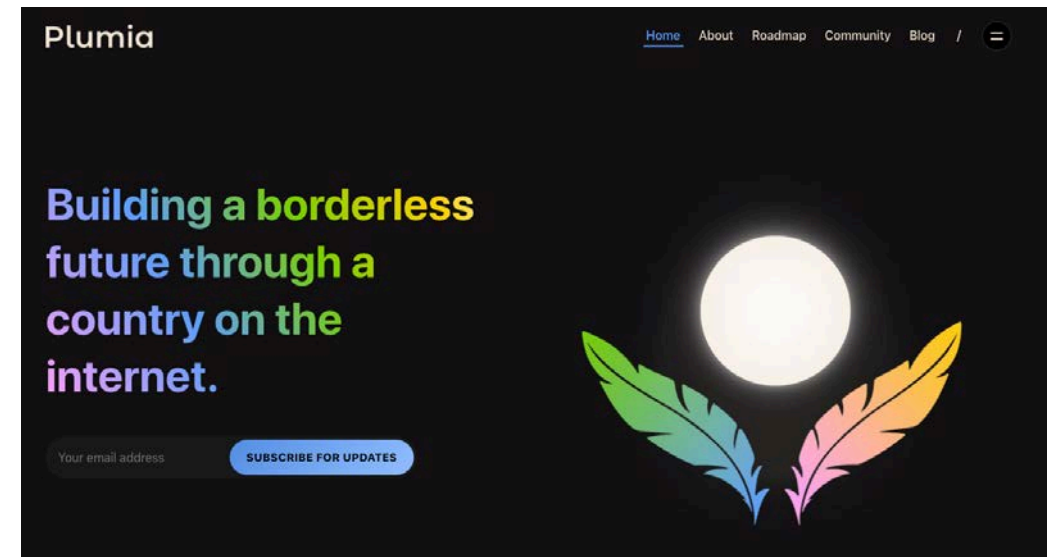 Plumia
Home About Roadmap Community Blog /
Building a borderless
future through a
country on the
internet.
Your email address
SUBSCRIBE FOR UPDATES